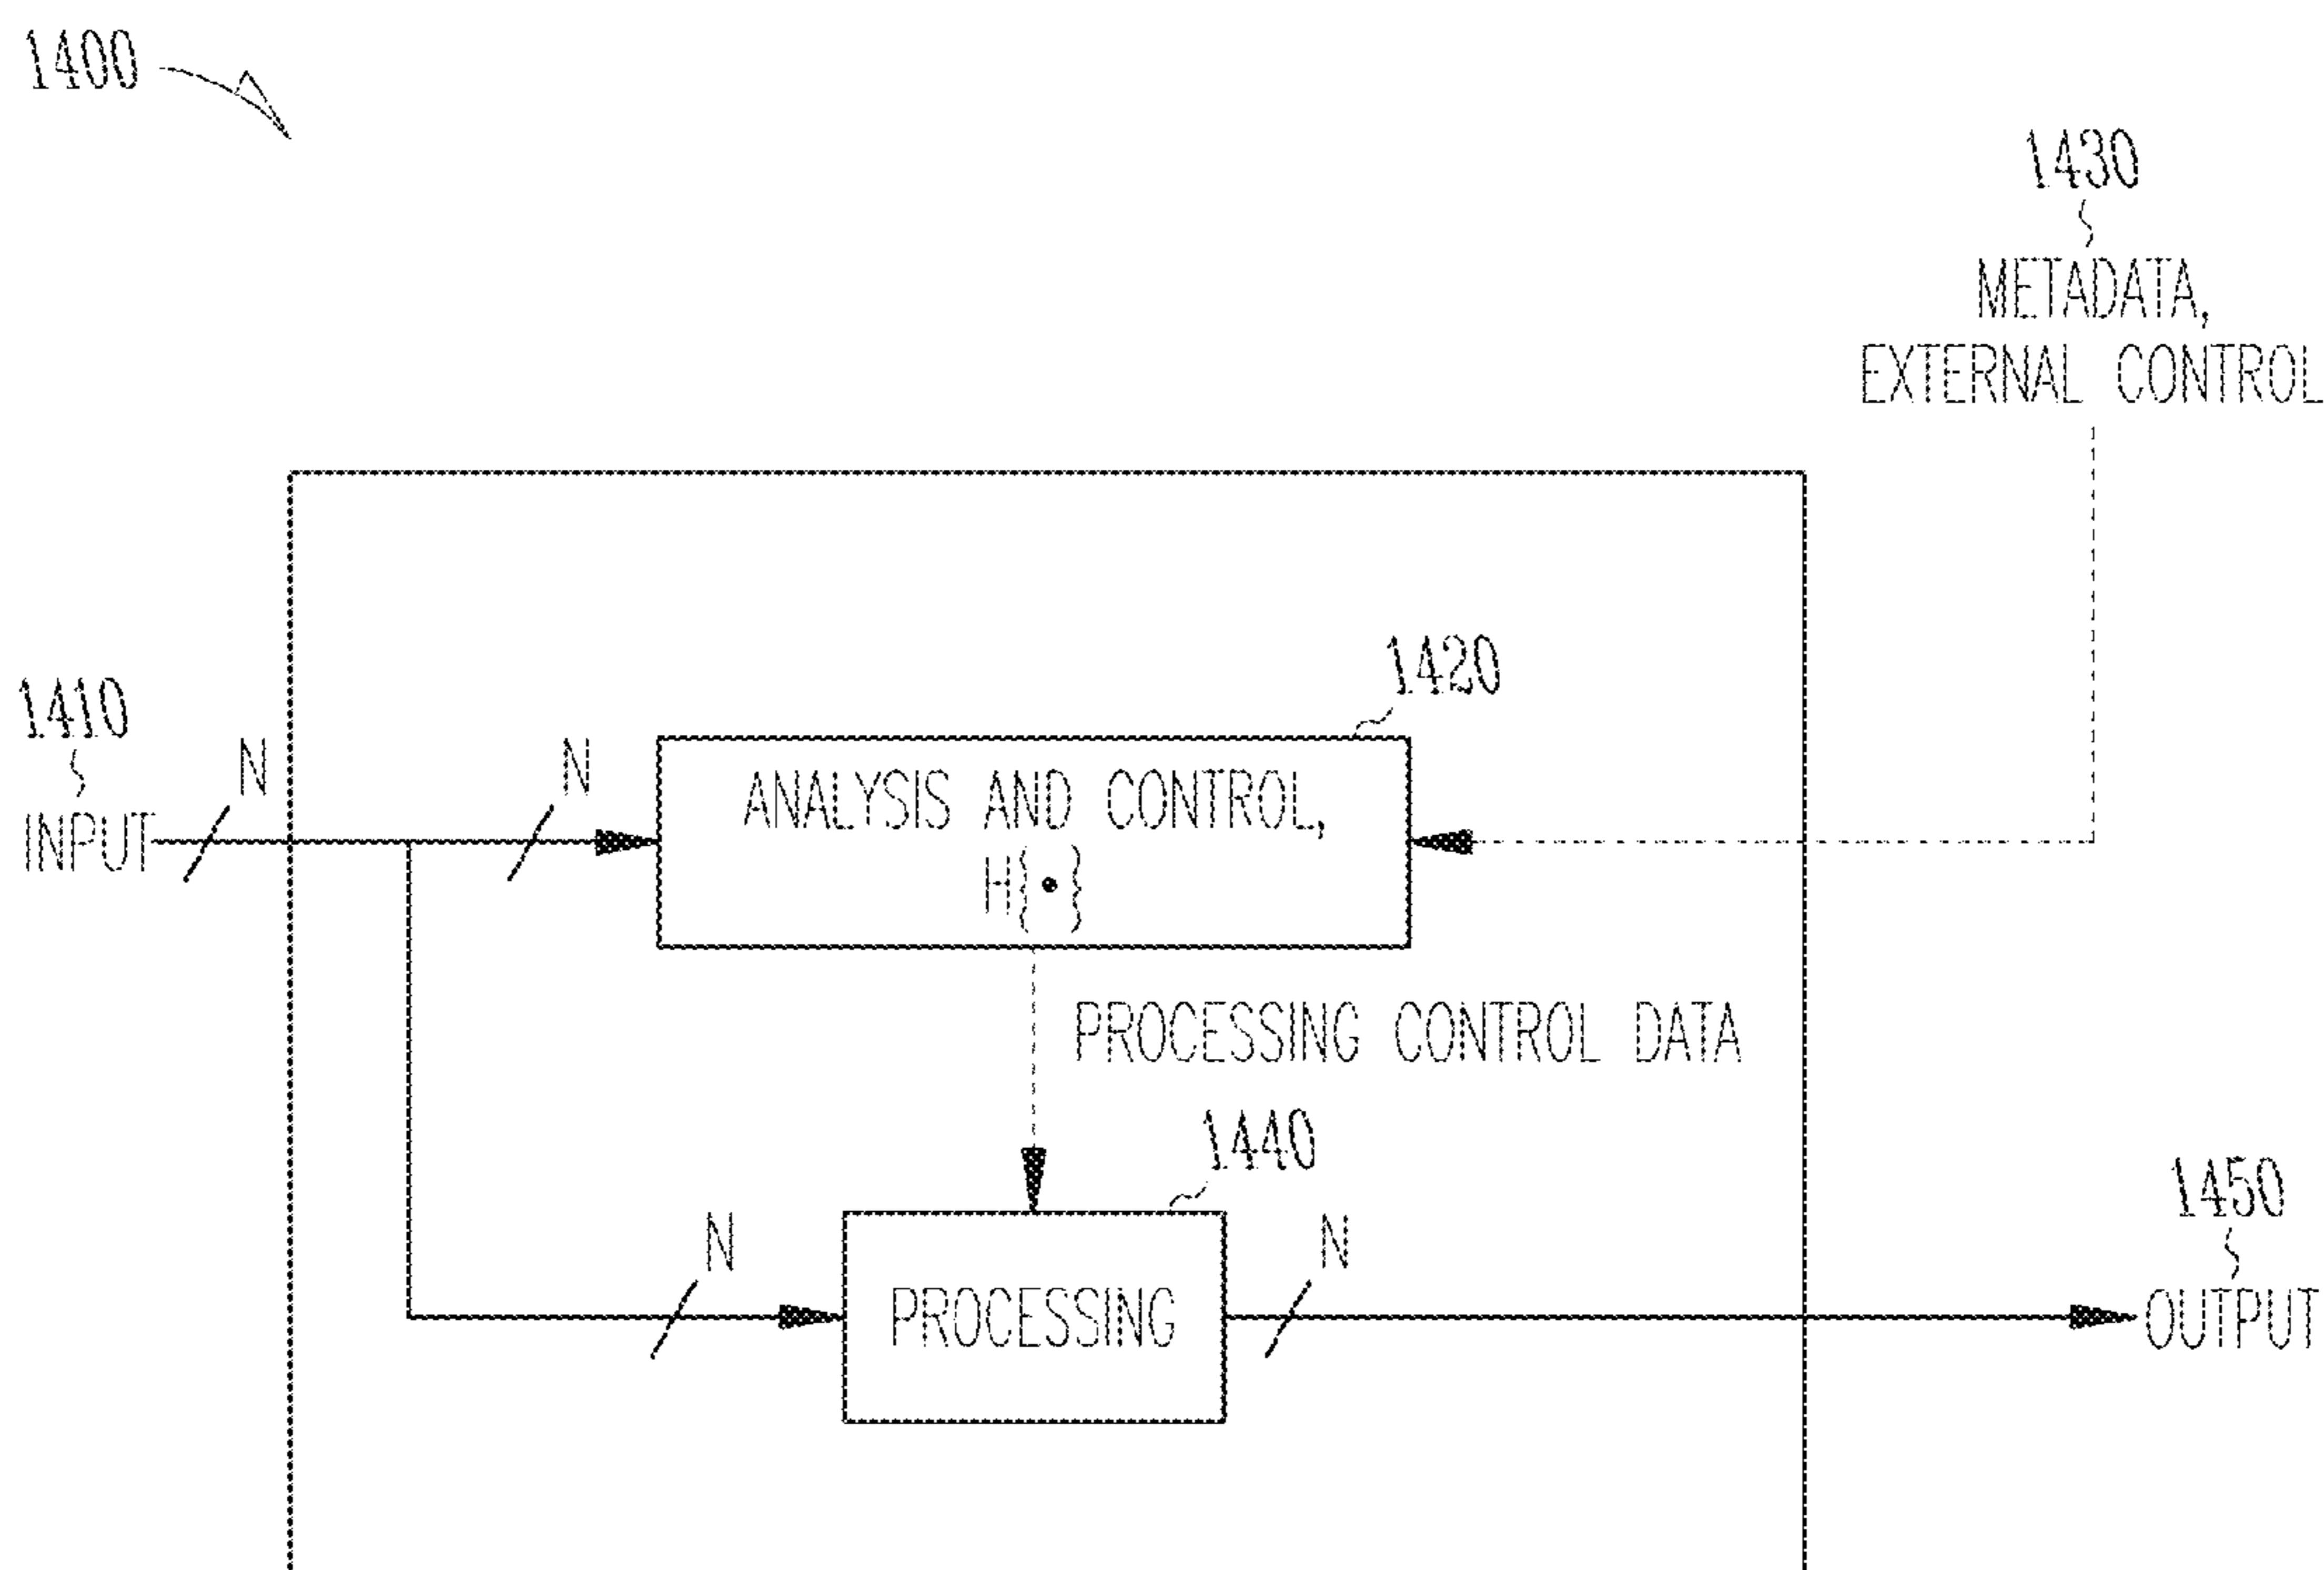 1400
1430
METADATA,
EXTERNAL CONTROL
1420
1410
N
N
ANALYSIS AND CONTROL,
INPUT
H{•}
PROCESSING CONTROL DATA
1440
1450
N
N
PROCESSING
OUTPUT